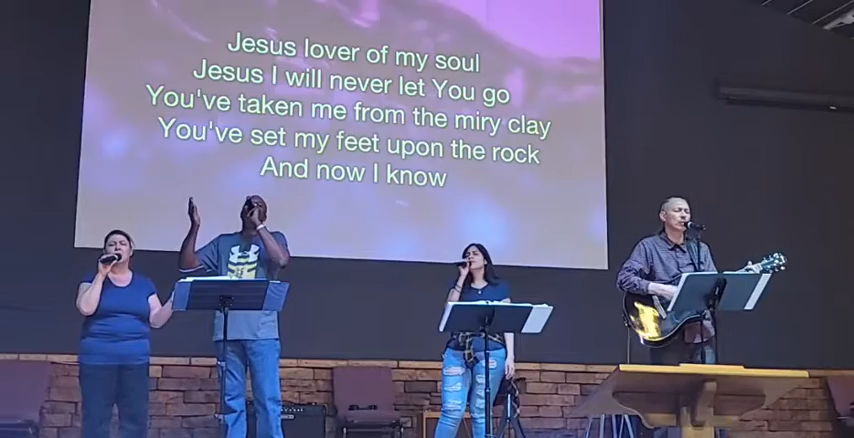 Jesus lover of my soul
Jesus I will never let You go
You've taken me from the miry clay
You've set my feet upon the rock
And now I know